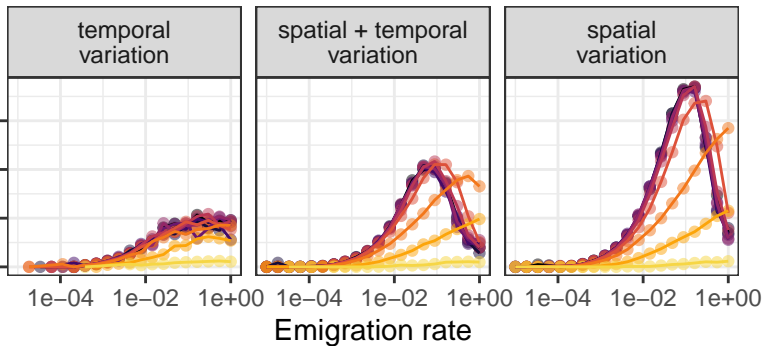 temporal
variation
spatial + temporal
variation
spatial
variation
1e−04 1e−02 1e+00 1e−04 1e−02 1e+00 1e−04 1e−02 1e+00
Emigration rate